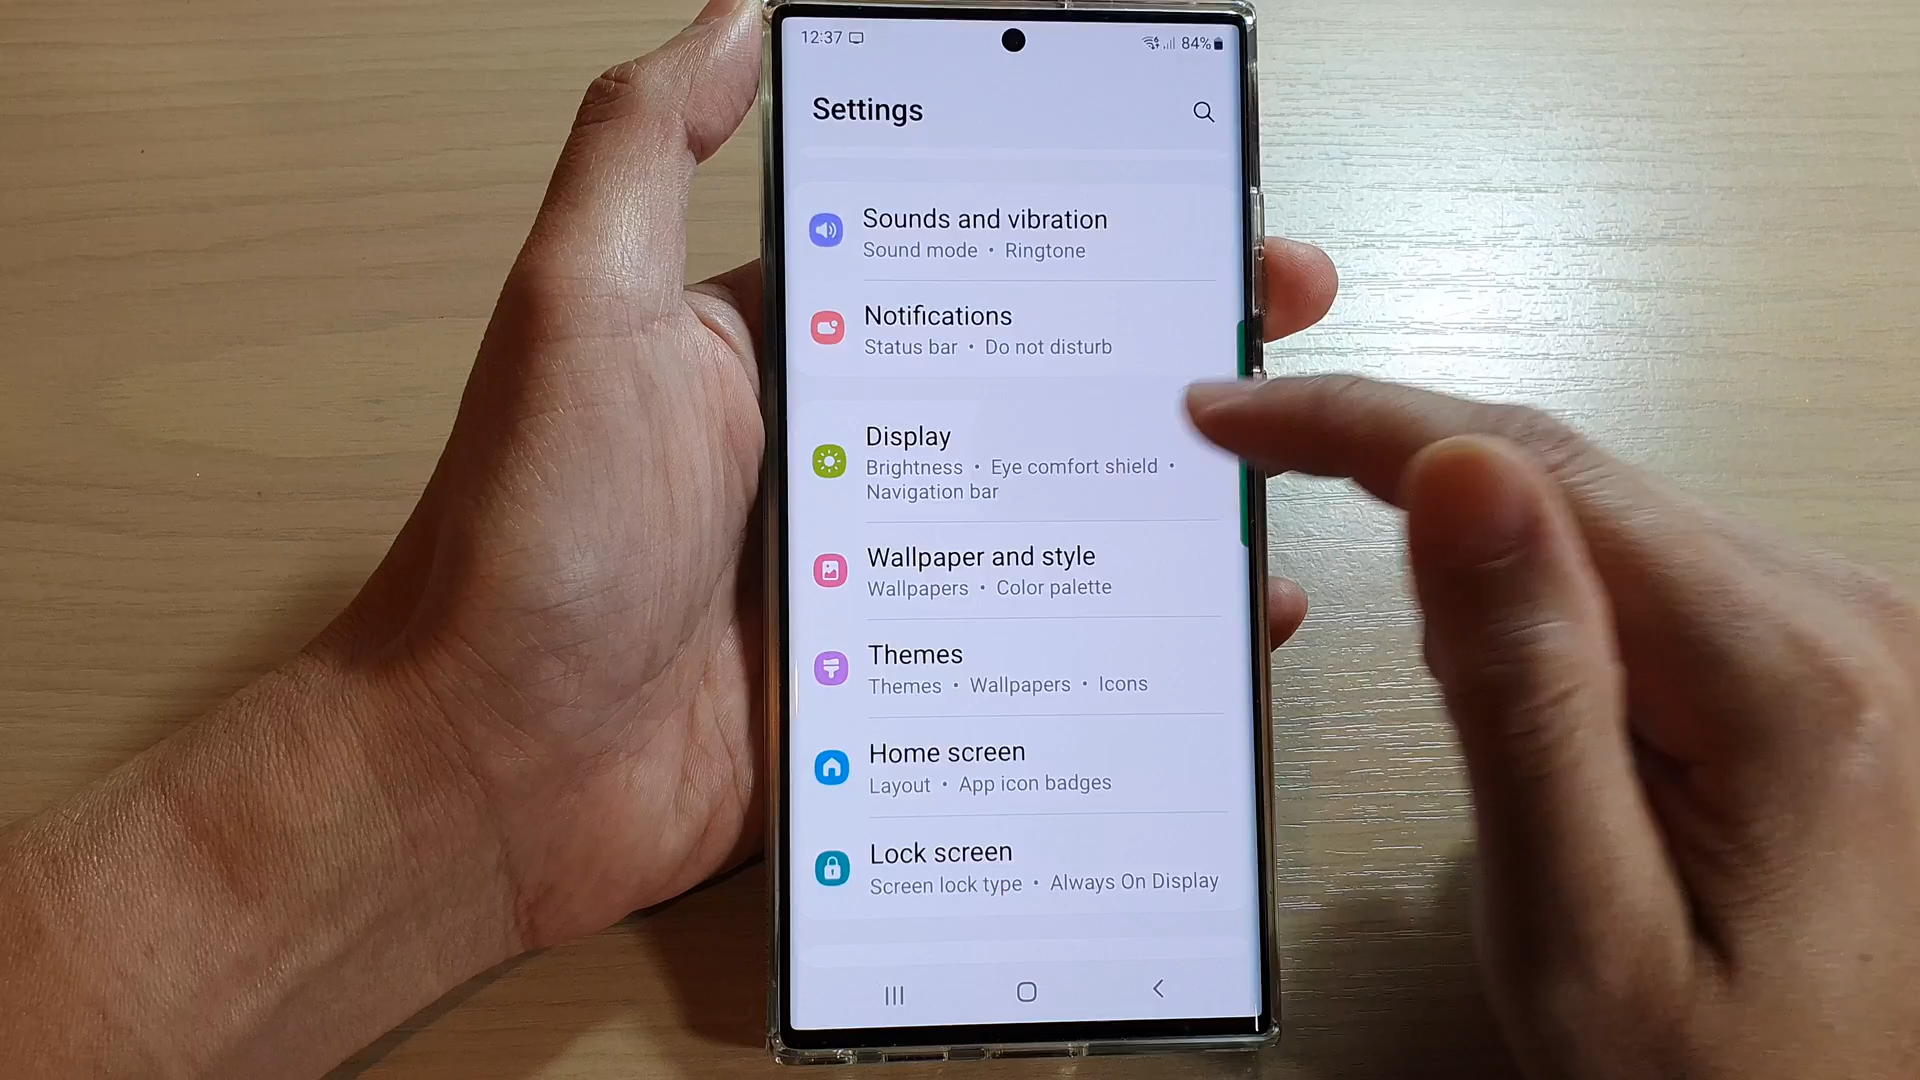 12:37 84%
Settings
Sounds and vibration
Sound mode • Ringtone
Notifications
Status bar • Do not disturb
Display
Brightness • Eye comfort shield •
Navigation bar
Wallpaper and style
Wallpapers • Color palette
Themes
Themes • Wallpapers • Icons
Home screen
Layout • App icon badges
Lock screen
Screen lock type • Always On Display